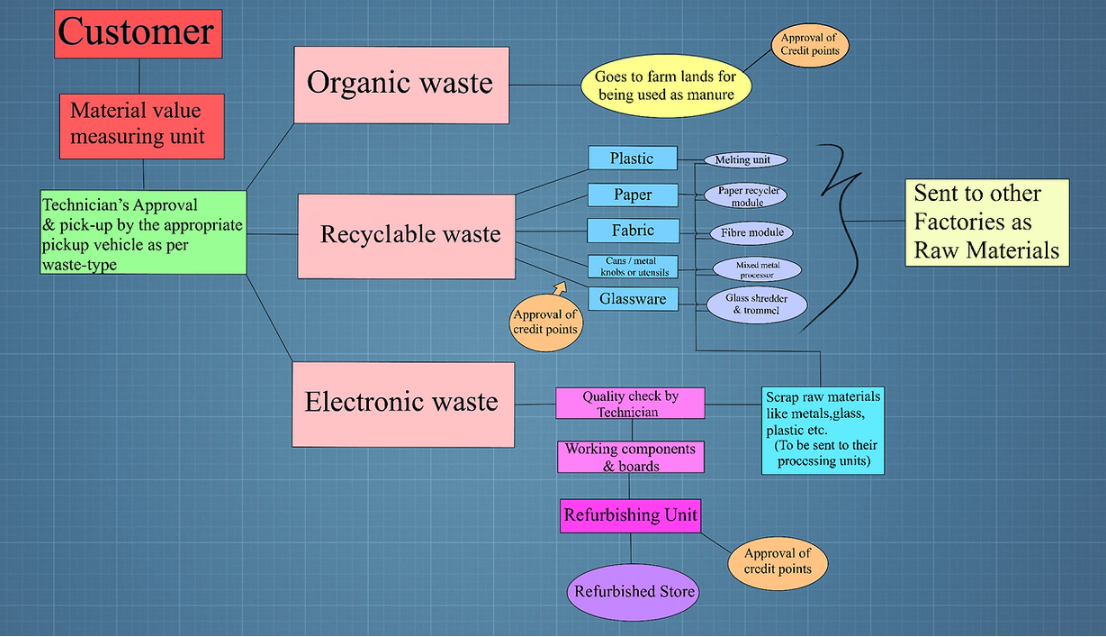 Customer
Material value
measuring unit
Technician's Approval
& pick-up by the appropriate
pickup vehicle as per
waste-type
Organic waste
Goes to farm lands for
being used as manure
Approval of
Credit points
Recyclable waste
Plastic
Melting unit
Paper
Paper recycler
module
Fabric
Fibre module
Cans / metal
knobs or utensils
Mixed metal
processor
Glassware
Glass shredder
& trommel
Approval of
credit points
Sent to other
Factories as
Raw Materials
Electronic waste
Quality check by
Technician
Scrap raw materials
like metals,glass,
plastic etc.
(To be sent to their
processing units)
Working components
& boards
Refurbishing Unit
Approval of
credit points
Refurbished Store